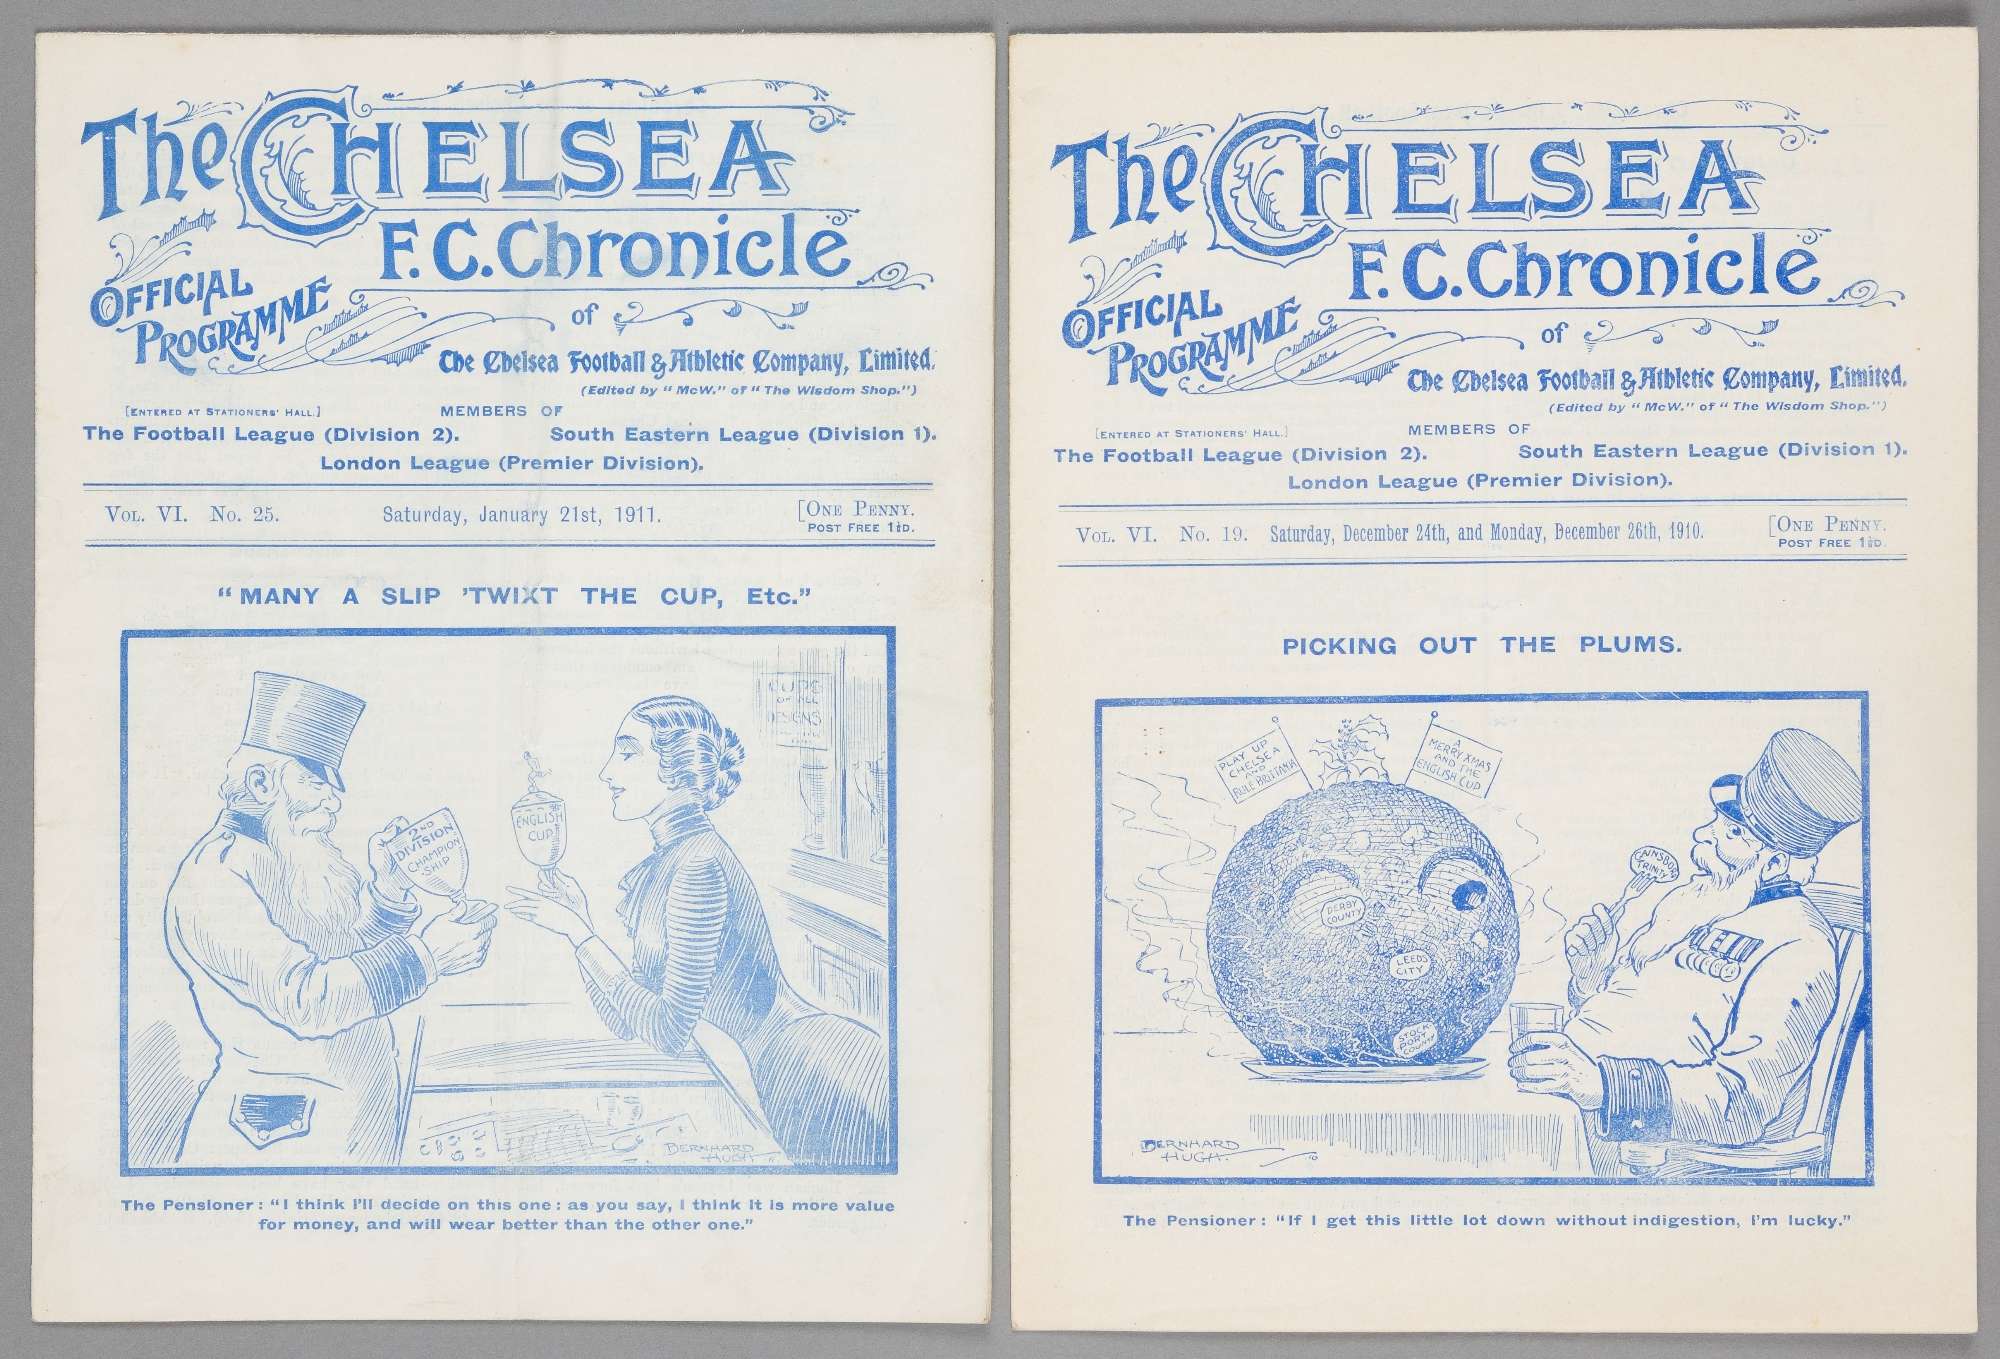 The CHELSEA
F.C. Chronicle
OFFICIAL
PROGRAMME
of
The Chelsea Football & Athletic Company, Limited.
(Edited by "McW." of "The Wisdom Shop.")
[ENTERED AT STATIONERS' HALL.]
MEMBERS OF
The Football League (Division 2). South Eastern League (Division 1).
London League (Premier Division).
VOL. VI. No. 25. Saturday, January 21st, 1911. [ONE PENNY.
POST FREE 1½D.
"MANY A SLIP 'TWIXT THE CUP, Etc."
CUPS
OF ALL
DESIGNS
2ND
DIVISION
CHAMPION
SHIP
ENGLISH
CUP
BERNHARD
HUGH.
The Pensioner: "I think I'll decide on this one: as you say, I think it is more value
for money, and will wear better than the other one."
The CHELSEA
F.C. Chronicle
OFFICIAL
PROGRAMME
of
The Chelsea Football & Athletic Company, Limited.
(Edited by "McW." of "The Wisdom Shop.")
[ENTERED AT STATIONERS' HALL.]
MEMBERS OF
The Football League (Division 2). South Eastern League (Division 1).
London League (Premier Division).
VOL. VI. No. 19. Saturday, December 24th, and Monday, December 26th, 1910. [ONE PENNY.
POST FREE 1½D.
PICKING OUT THE PLUMS.
PLAY UP
CHELSEA
AND
RULE BRITTANIA
A
MERRY XMAS
AND THE
ENGLISH CUP
GAINSBORO
TRINITY
DERBY
COUNTY
LEEDS
CITY
COUNTY
BERNHARD
HUGH.
The Pensioner: "If I get this little lot down without indigestion, I'm lucky."